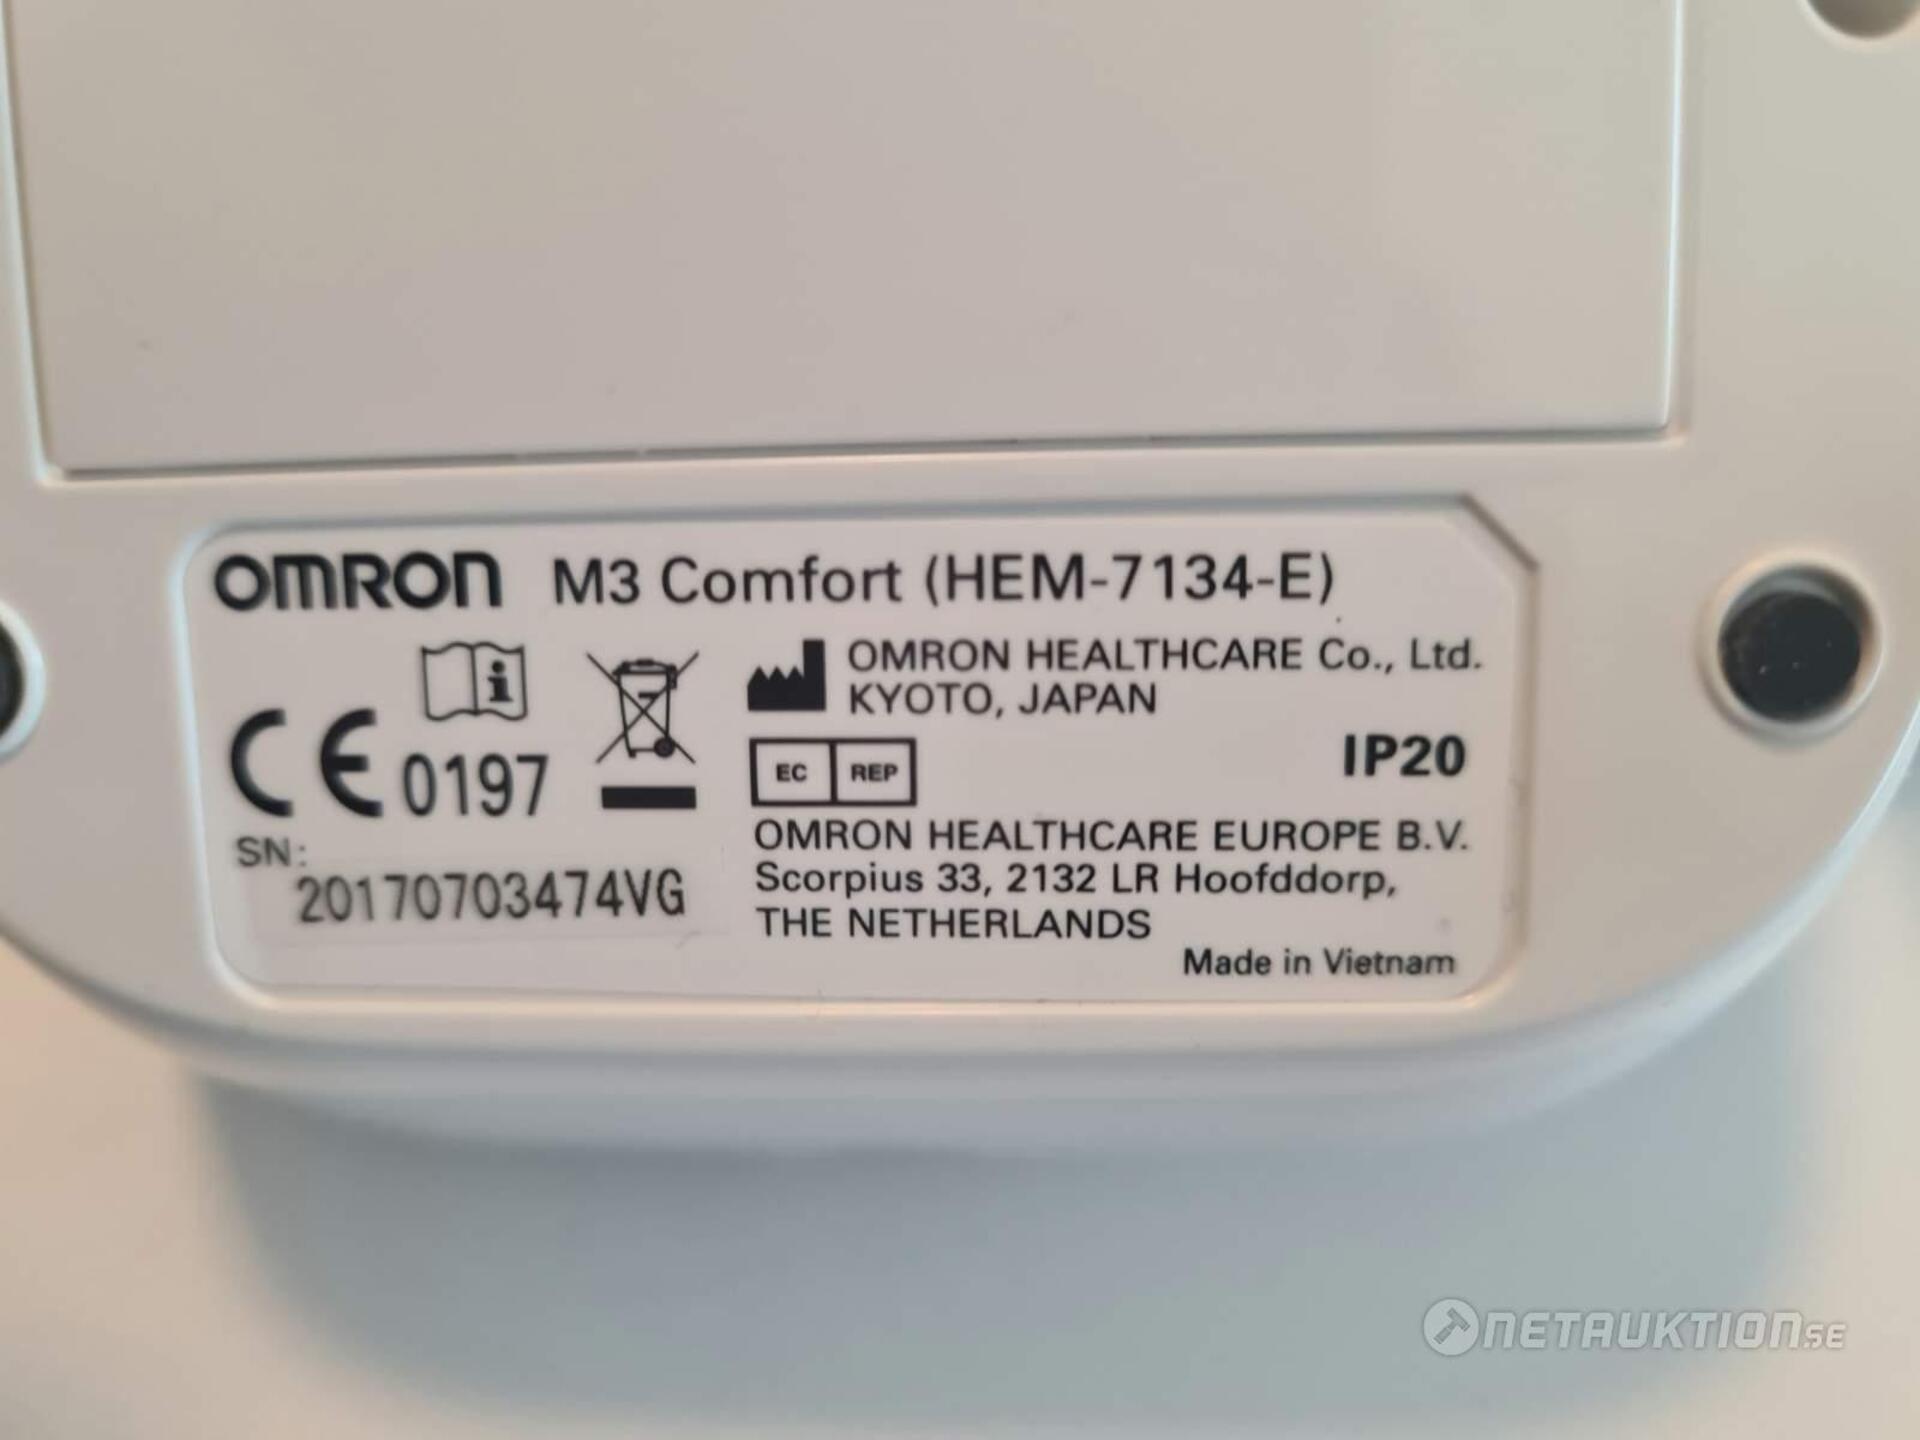 OMRON M3 Comfort (HEM-7134-E)
OMRON HEALTHCARE Co., Ltd.
KYOTO, JAPAN
CE 0197
IP20
EC REP
SN:
20170703474VG
OMRON HEALTHCARE EUROPE B.V.
Scorpius 33, 2132 LR Hoofddorp,
THE NETHERLANDS
Made in Vietnam
NETAUKTION.SE